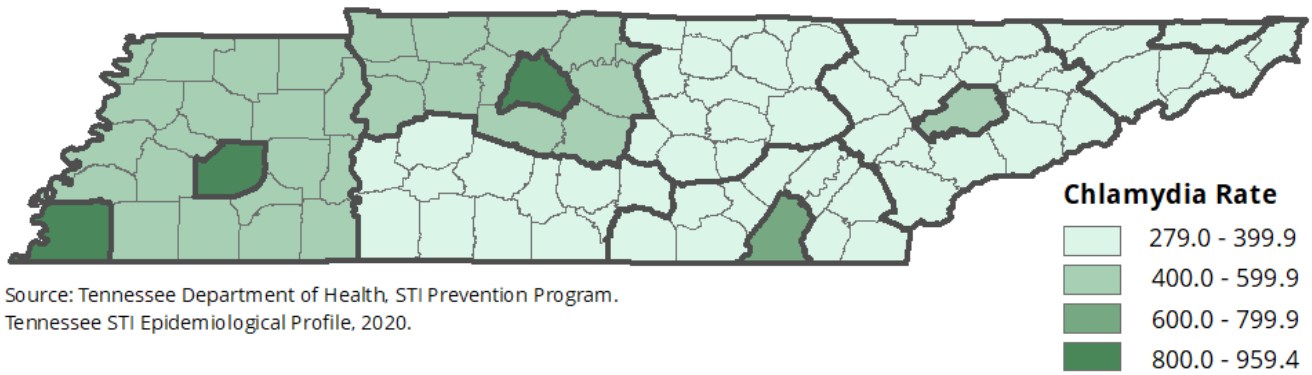 Chlamydia Rate
279.0 - 399.9
400.0 - 599.9
600.0 - 799.9
800.0 - 959.4
Source: Tennessee Department of Health, STI Prevention Program.
Tennessee STI Epidemiological Profile, 2020.